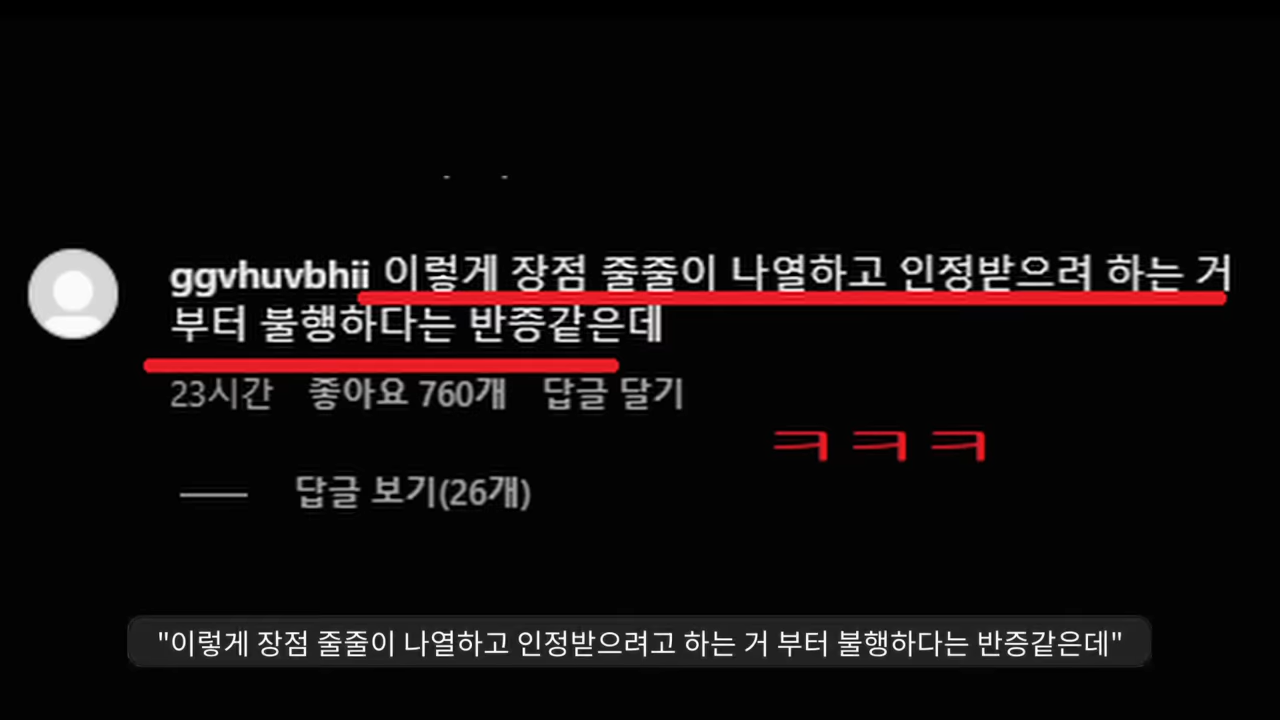 ggvhuvbhii 이렇게 장점 줄줄이 나열하고 인정받으려 하는 거
부터 불행하다는 반증같은데
23시간 좋아요 760개 답글 달기
ㅋㅋㅋ
답글 보기(26개)
"이렇게 장점 줄줄이 나열하고 인정받으려고 하는 거 부터 불행하다는 반증같은데"